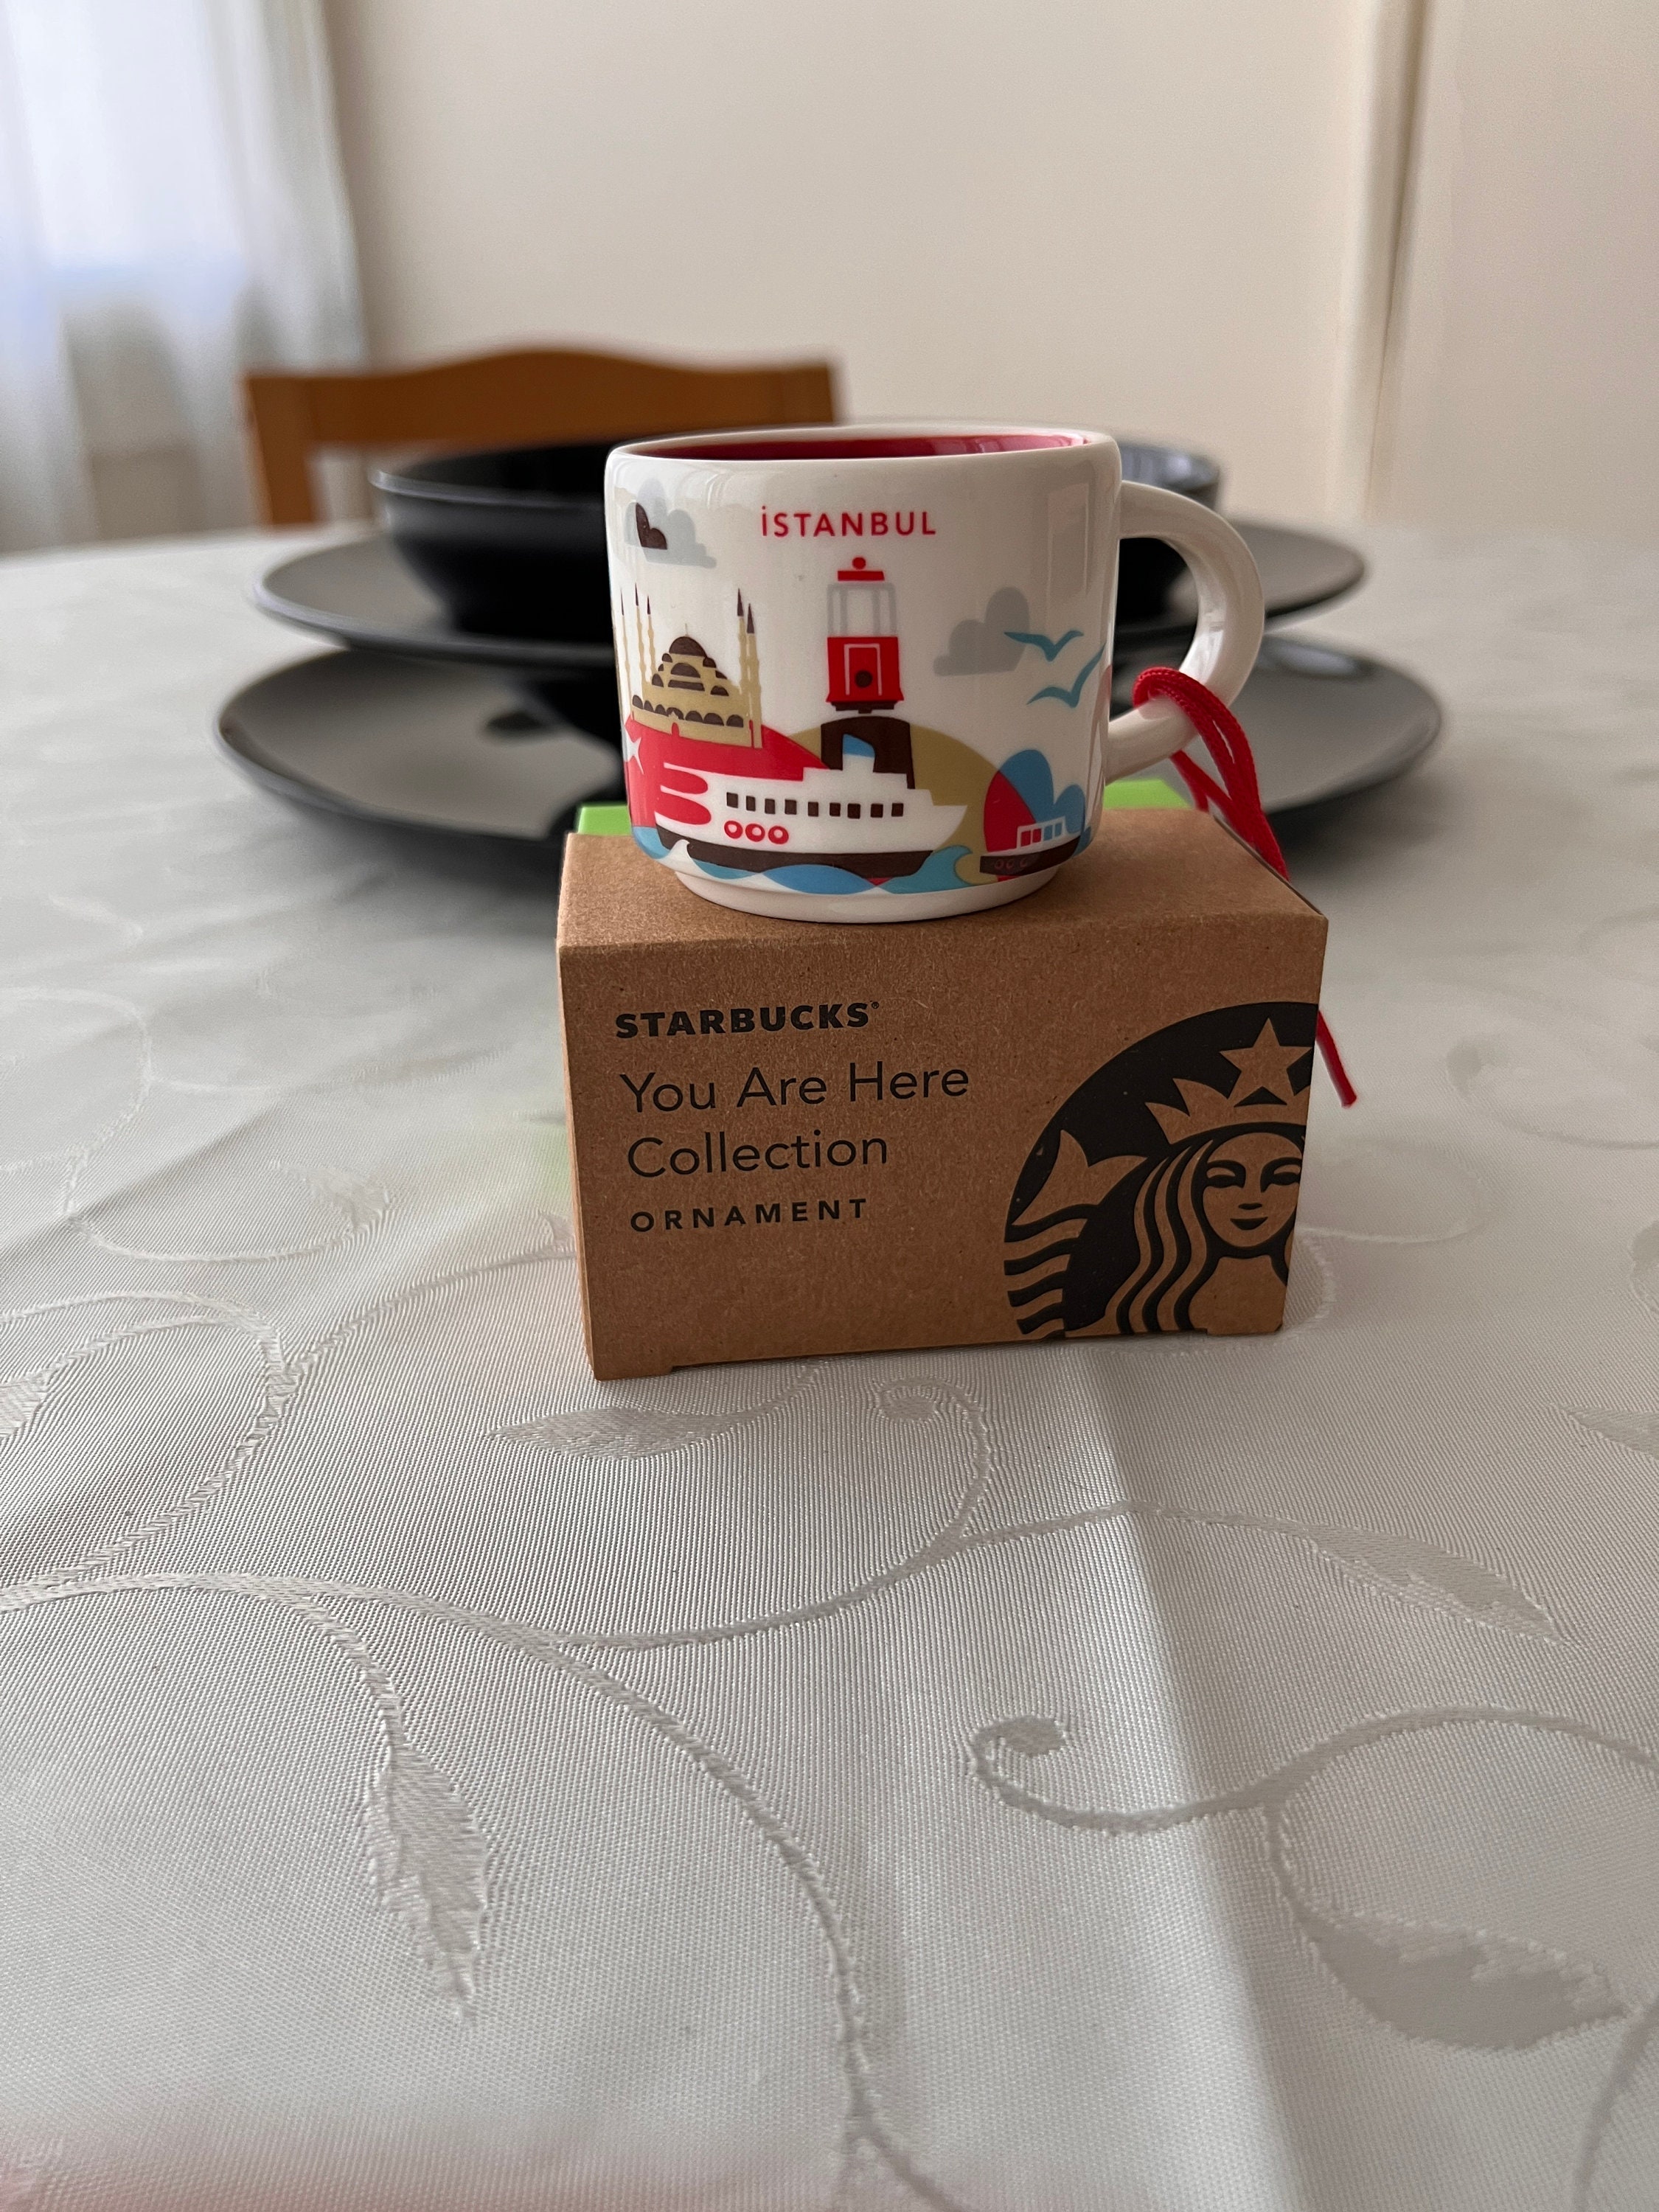 İSTANBUL
STARBUCKS®
You Are Here
Collection
ORNAMENT